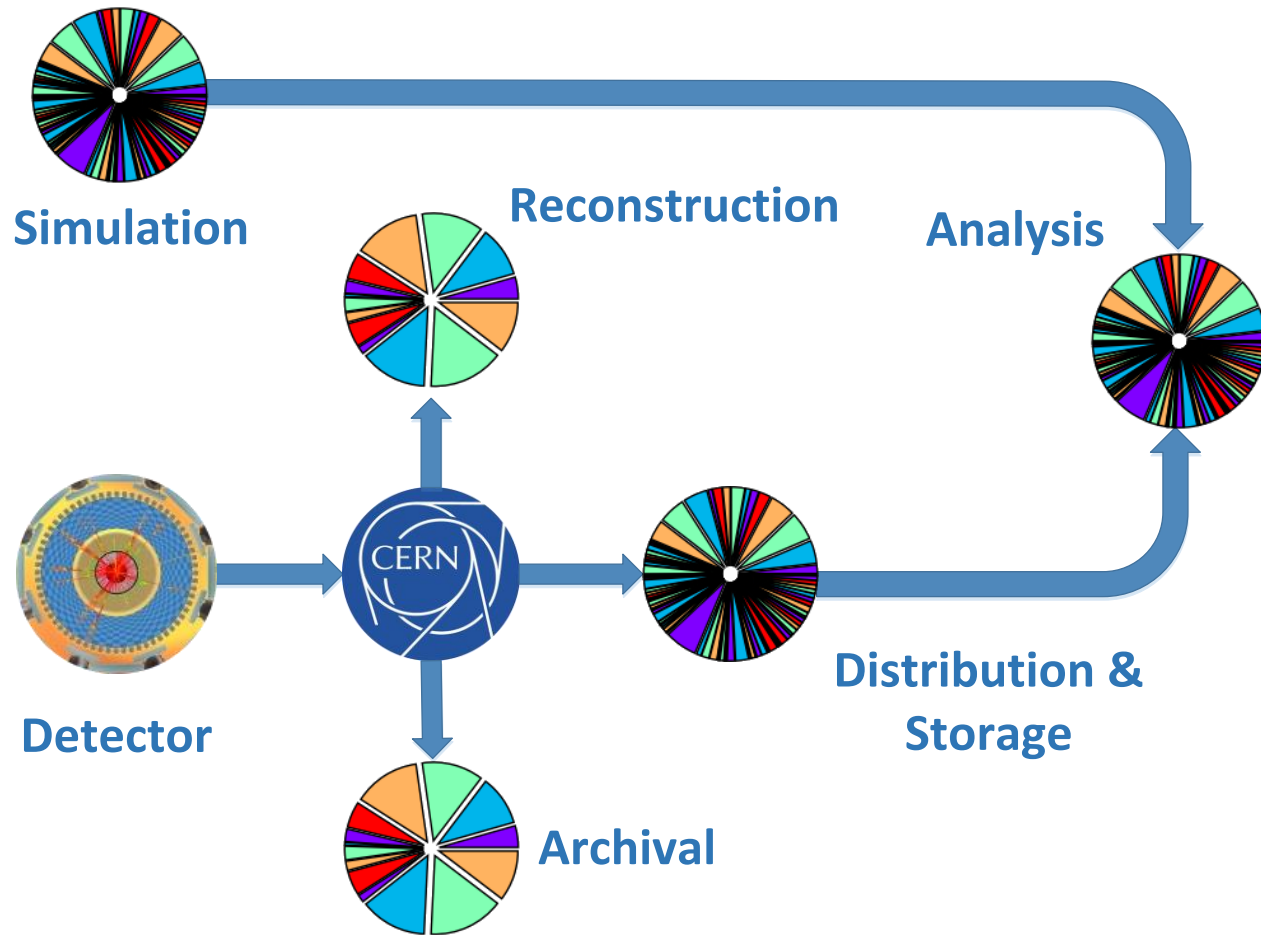 Simulation
Reconstruction
Analysis
CERN
Detector
Distribution &
Storage
Archival